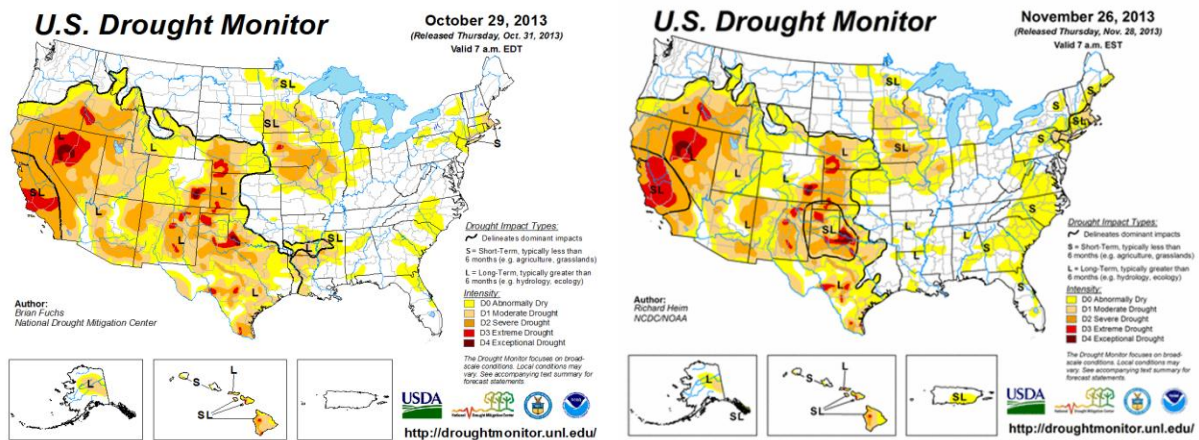 U.S. Drought Monitor
October 29, 2013
(Released Thursday, Oct. 31, 2013)
Valid 7 a.m. EDT
SL
SL
L
L
L
S
SL
L
L
L
SL
L
L
Drought Impact Types:
Delineates dominant impacts
S = Short-Term, typically less than
6 months (e.g. agriculture, grasslands)
L = Long-Term, typically greater than
6 months (e.g. hydrology, ecology)
Intensity:
D0 Abnormally Dry
D1 Moderate Drought
D2 Severe Drought
D3 Extreme Drought
D4 Exceptional Drought
Author:
Brian Fuchs
National Drought Mitigation Center
The Drought Monitor focuses on broad-
scale conditions. Local conditions may
vary. See accompanying text summary for
forecast statements.
L
S
L
SL
USDA
National Drought Mitigation Center
http://droughtmonitor.unl.edu/
U.S. Drought Monitor
November 26, 2013
(Released Thursday, Nov. 28, 2013)
Valid 7 a.m. EST
SL
L
S
S
SL
S
L
L
SL
SL
L
S
S
L
SL
L
L
S
L
L
Drought Impact Types:
Delineates dominant impacts
S = Short-Term, typically less than
6 months (e.g. agriculture, grasslands)
L = Long-Term, typically greater than
6 months (e.g. hydrology, ecology)
Intensity:
D0 Abnormally Dry
D1 Moderate Drought
D2 Severe Drought
D3 Extreme Drought
D4 Exceptional Drought
Author:
Richard Heim
NCDC/NOAA
The Drought Monitor focuses on broad-
scale conditions. Local conditions may
vary. See accompanying text summary for
forecast statements.
L
SL
S
L
SL
SL
USDA
National Drought Mitigation Center
http://droughtmonitor.unl.edu/